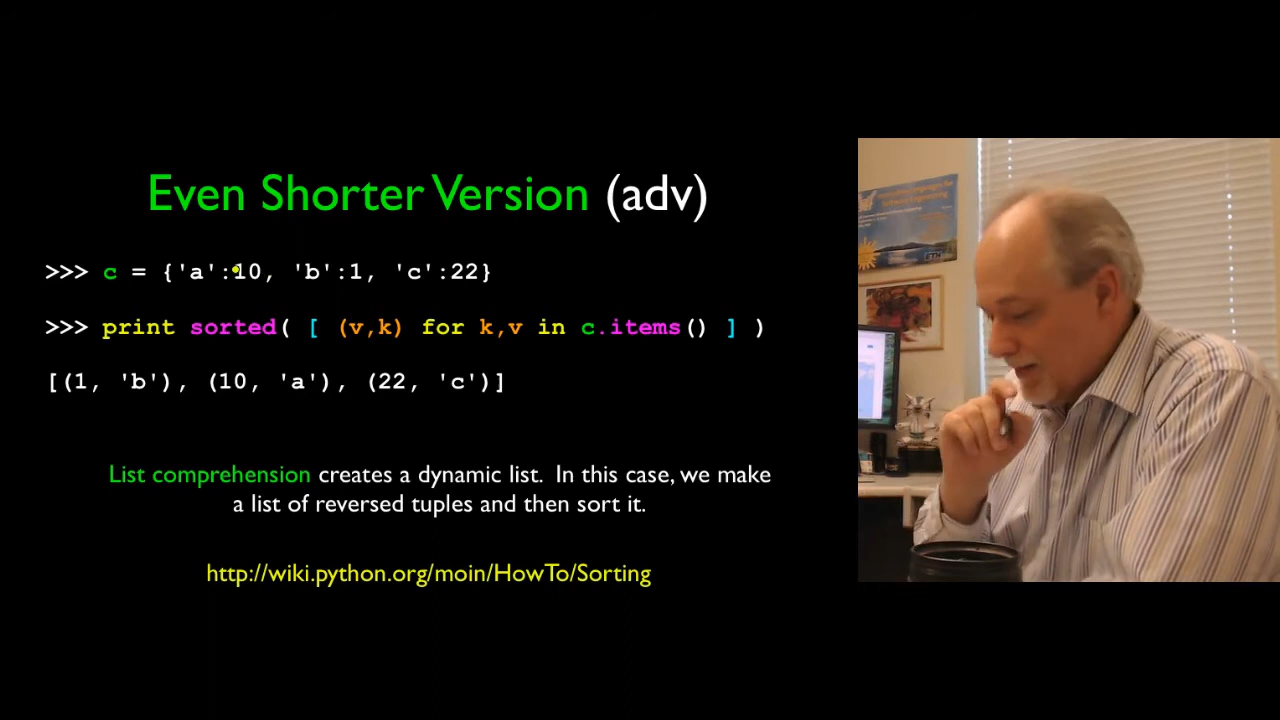 Even Shorter Version (adv)
>>> c = {'a':10, 'b':1, 'c':22}
>>> print sorted( [ (v,k) for k,v in c.items() ] )
[(1, 'b'), (10, 'a'), (22, 'c')]
List comprehension creates a dynamic list. In this case, we make
a list of reversed tuples and then sort it.
http://wiki.python.org/moin/HowTo/Sorting